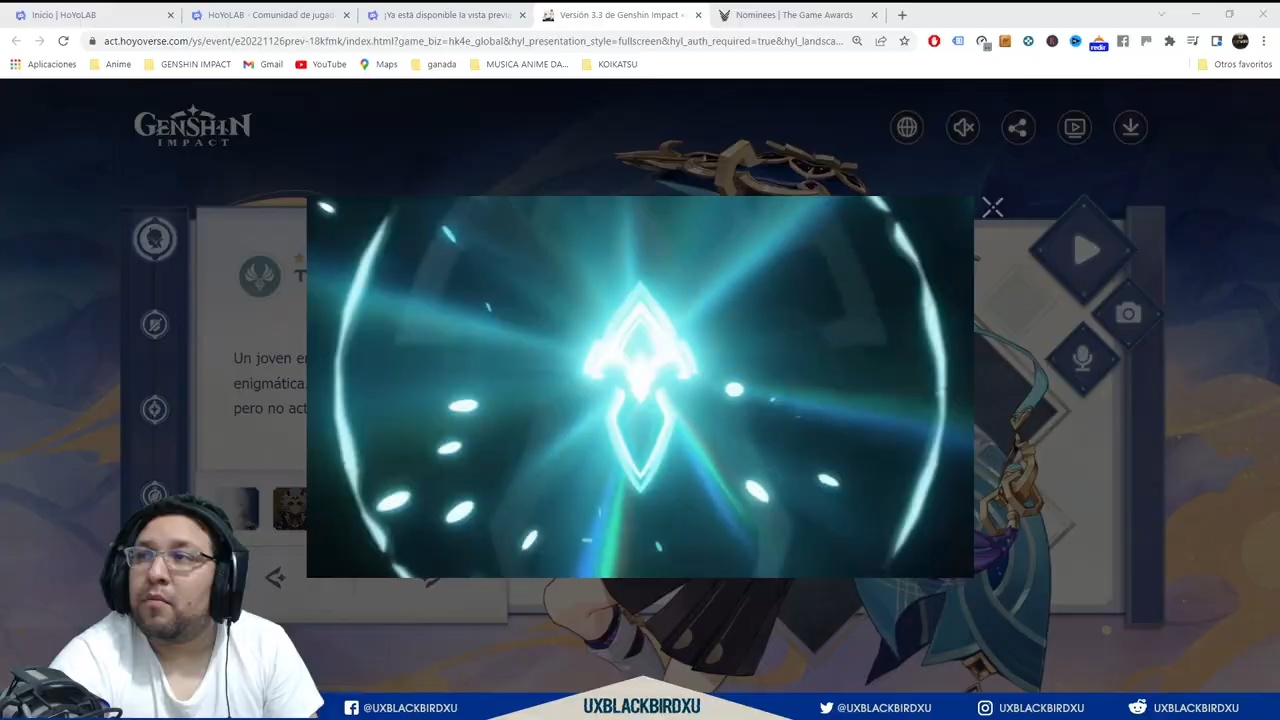 Inicio | HoYoLAB
HoYoLAB - Comunidad de jugad
¡Ya está disponible la vista previa
Versión 3.3 de Genshin Impact
Nominees | The Game Awards
act.hoyoverse.com/ys/event/e20221126prev-18kfmk/index.html?game_biz=hk4e_global&hyl_presentation_style=fullscreen&hyl_auth_required=true&hyl_landsca...
redir
Aplicaciones
Anime
GENSHIN IMPACT
Gmail
YouTube
Maps
ganada
MUSICA ANIME DA...
KOIKATSU
Otros favoritos
GENSHIN
IMPACT
T
Un joven en
enigmática.
pero no act
@UXBLACKBIRDXU
UXBLACKBIRDXU
@UXBLACKBIRDXU
UXBLACKBIRDXU
UXBLACKBIRDXU